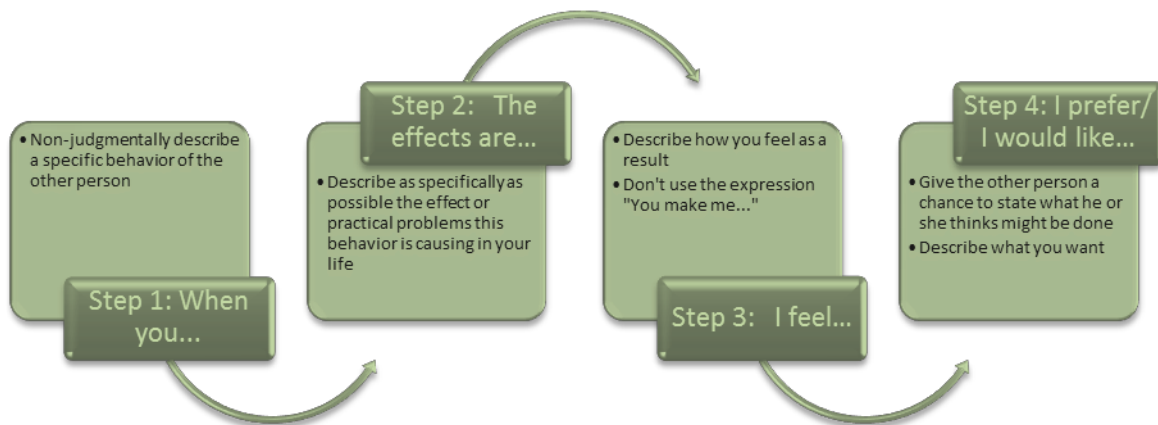 • Non-judgmentally describe
a specific behavior of the
other person
Step 1: When
you...
Step 2: The
effects are...
• Describe as specifically as
possible the effect or
practical problems this
behavior is causing in your
life
• Describe how you feel as a
result
• Don't use the expression
"You make me..."
Step 3: I feel...
Step 4: I prefer/
I would like...
• Give the other person a
chance to state what he or
she thinks might be done
• Describe what you want